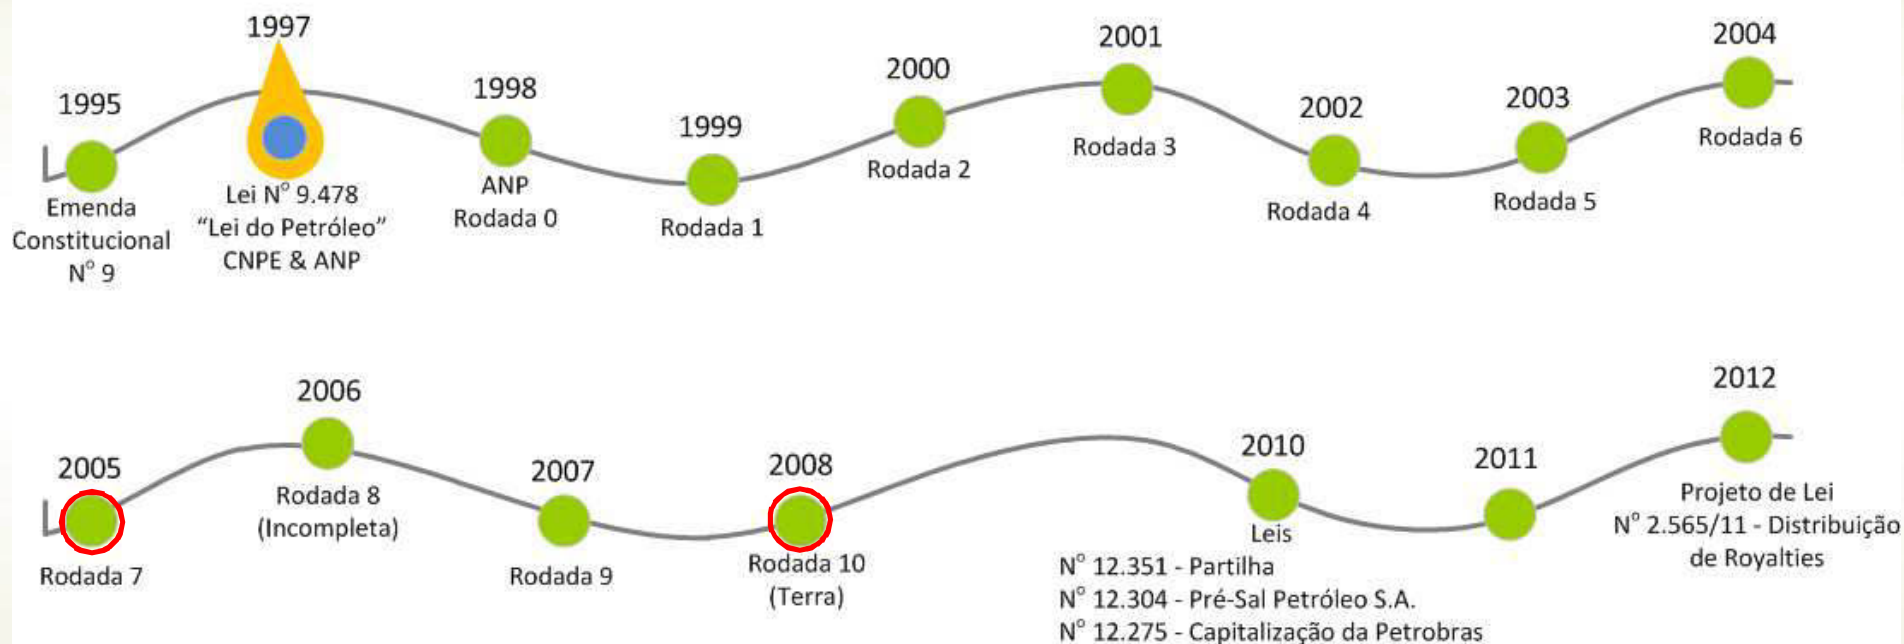 1995
Emenda
Constitucional
N° 9
1997
Lei N° 9.478
“Lei do Petróleo”
CNPE & ANP
1998
ANP
Rodada 0
1999
Rodada 1
2000
Rodada 2
2001
Rodada 3
2002
Rodada 4
2003
Rodada 5
2004
Rodada 6
2005
Rodada 7
2006
Rodada 8
(Incompleta)
2007
Rodada 9
2008
Rodada 10
(Terra)
2010
Leis
N° 12.351 - Partilha
N° 12.304 - Pré-Sal Petróleo S.A.
N° 12.275 - Capitalização da Petrobras
2011
2012
Projeto de Lei
N° 2.565/11 - Distribuição
de Royalties